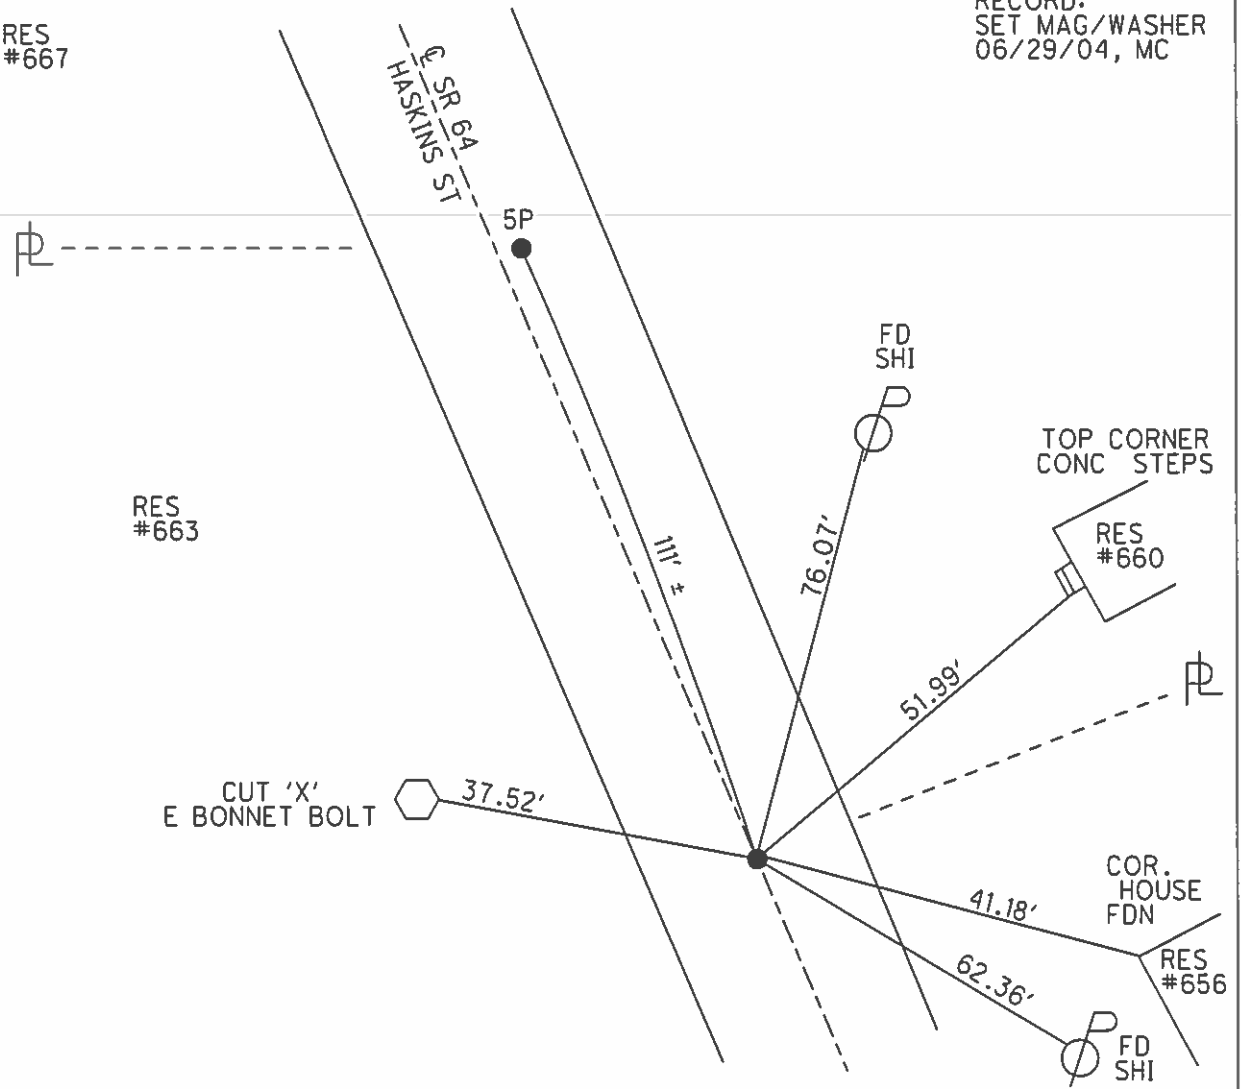 RECORD:
SET MAG/WASHER
06/29/04, MC
RES
#667
℄ SR 64
HASKINS ST
5P
PL
FD
SHI
TOP CORNER
CONC STEPS
RES
#660
RES
#663
111' ±
76.07'
51.99'
PL
CUT 'X'
E BONNET BOLT
37.52'
COR.
HOUSE
FDN
41.18'
RES
#656
62.36'
FD
SHI